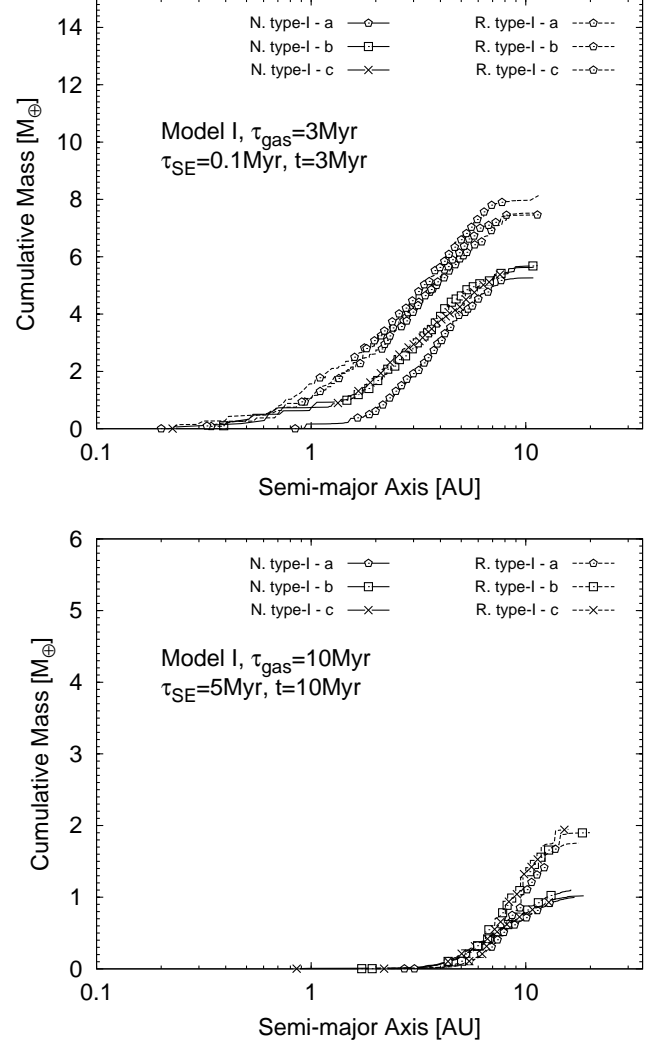 14
12
10
8
6
4
2
0
Cumulative Mass [M⊕]
N. type-I - a
N. type-I - b
N. type-I - c
R. type-I - a
R. type-I - b
R. type-I - c
Model I, τgas=3Myr
τSE=0.1Myr, t=3Myr
0.1
1
10
Semi-major Axis [AU]
6
5
4
3
2
1
0
Cumulative Mass [M⊕]
N. type-I - a
N. type-I - b
N. type-I - c
R. type-I - a
R. type-I - b
R. type-I - c
Model I, τgas=10Myr
τSE=5Myr, t=10Myr
0.1
1
10
Semi-major Axis [AU]